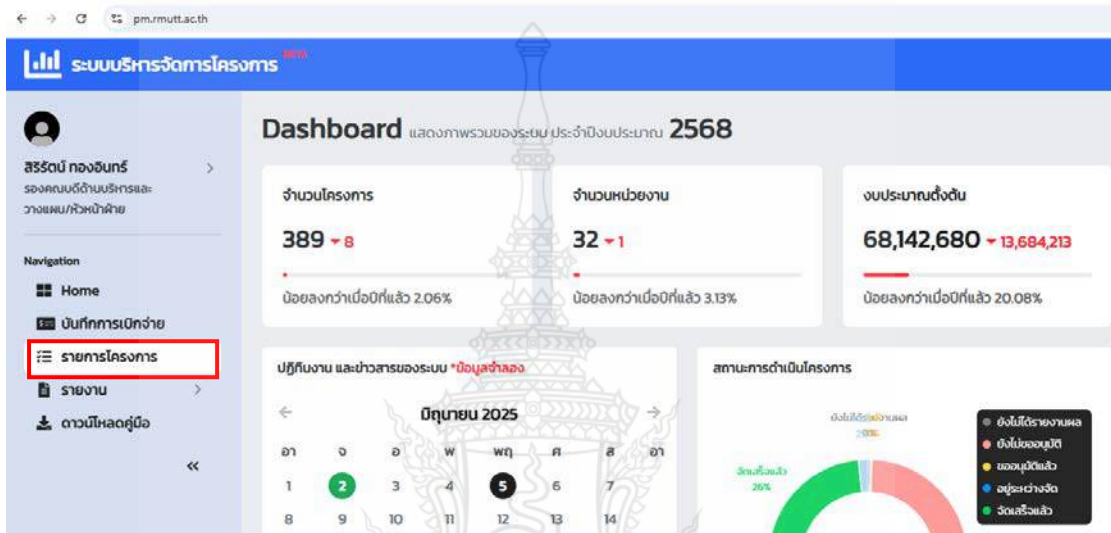 pm.rmutt.ac.th
ระบบบริหารจัดการโครงการ BETA
Dashboard แสดงภาพรวมของระบบ ประจำปีงบประมาณ 2568
สิริรัตน์ ทองอินทร์
รองคณบดีด้านบริหารและ
วางแผน/หัวหน้าฝ่าย
Navigation
Home
บันทึกการเบิกจ่าย
รายการโครงการ
รายงาน
ดาวน์โหลดคู่มือ
จำนวนโครงการ
389 8
น้อยลงกว่าเมื่อปีที่แล้ว 2.06%
จำนวนหน่วยงาน
32 1
น้อยลงกว่าเมื่อปีที่แล้ว 3.13%
งบประมาณตั้งต้น
68,142,680 13,684,213
น้อยลงกว่าเมื่อปีที่แล้ว 20.08%
ปฏิทินงาน และข่าวสารของระบบ *ข้อมูลจำลอง
มิถุนายน 2025
อา จ อ พ พฤ ศ ส อา
1 2 3 4 5 6 7
8 9 10 11 12 13 14
สถานะการดำเนินโครงการ
จัดเสร็จแล้ว
26%
ยังไม่ได้รายงานผล
ยังไม่ขออนุมัติ
ขออนุมัติแล้ว
อยู่ระหว่างจัด
จัดเสร็จแล้ว